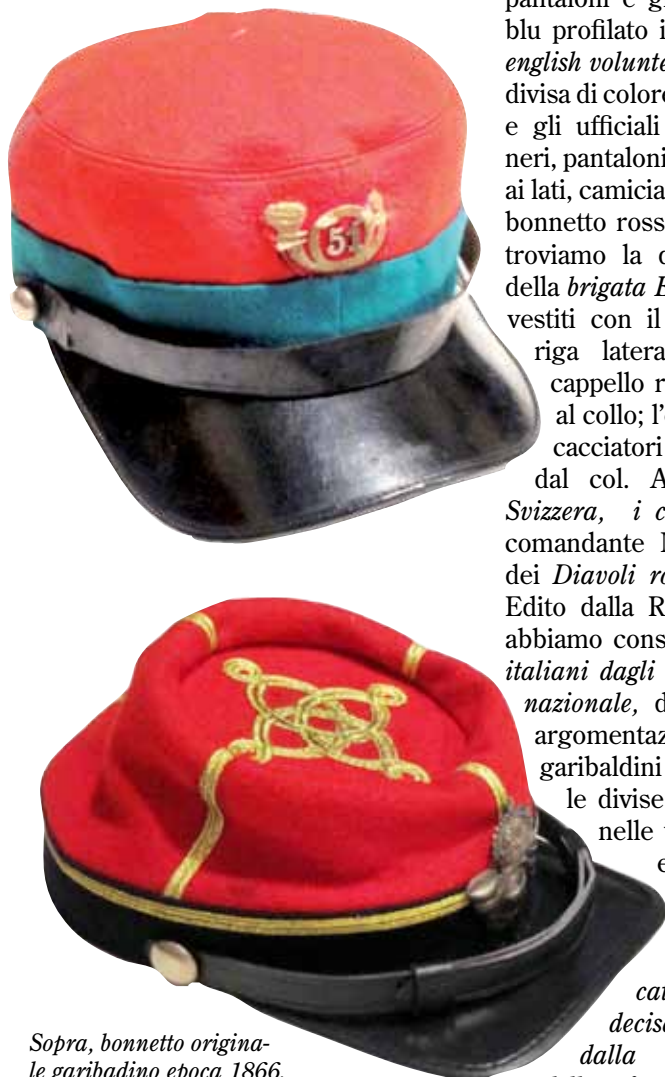 51
pantaloni e g
blu profilato i
english volunte
divisa di colore
e gli ufficiali
neri, pantaloni
ai lati, camicia
bonnetto ross
troviamo la d
della brigata
vestiti con il
riga latera
cappello r
al collo; l'
cacciatori
dal col. A
Svizzera, i c
comandante
dei Diavoli ro
Edito dalla R
abbiamo cons
italiani dagli
nazionale, d
argomentaz
garibaldini
le divise
nelle
e
ca
decis
dalla
Sopra, bonnetto origina-
le garibadino epoca 1866.